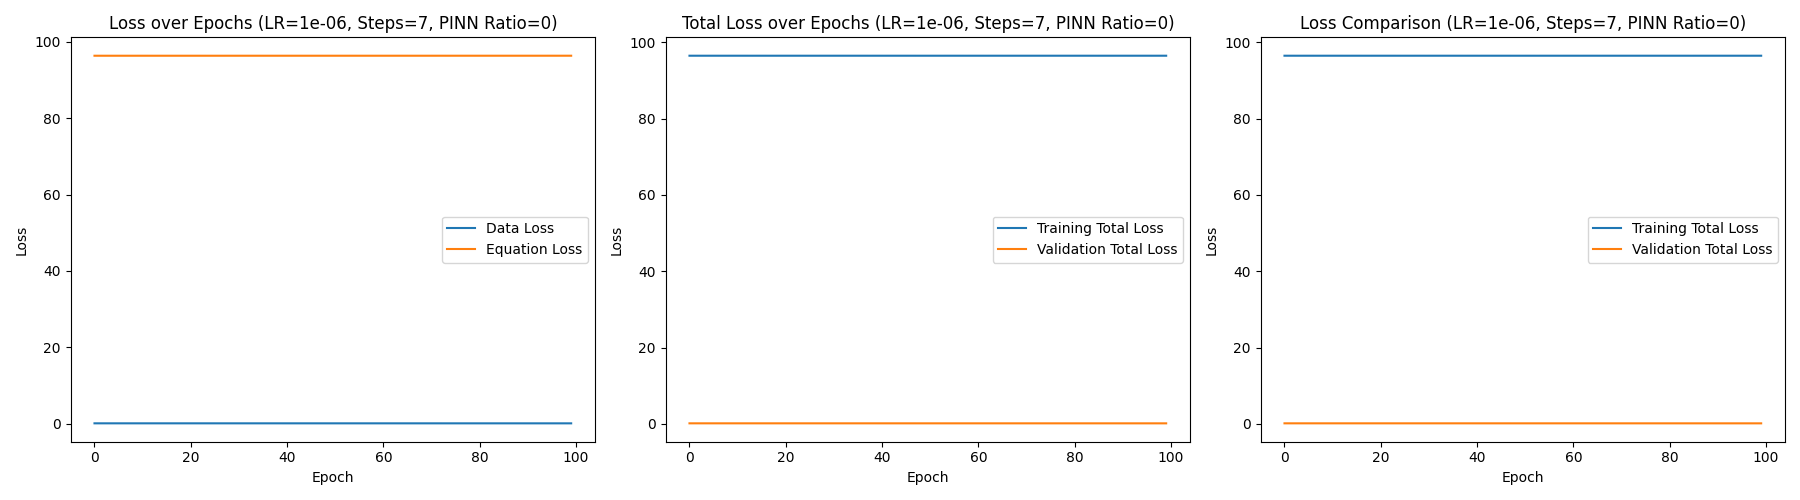 Loss over Epochs (LR=1e-06, Steps=7, PINN Ratio=0)
100
80
60
40
20
0
Loss
Data Loss
Equation Loss
0 20 40 60 80 100
Epoch
Total Loss over Epochs (LR=1e-06, Steps=7, PINN Ratio=0)
100
80
60
40
20
0
Loss
Training Total Loss
Validation Total Loss
0 20 40 60 80 100
Epoch
Loss Comparison (LR=1e-06, Steps=7, PINN Ratio=0)
100
80
60
40
20
0
Loss
Training Total Loss
Validation Total Loss
0 20 40 60 80 100
Epoch